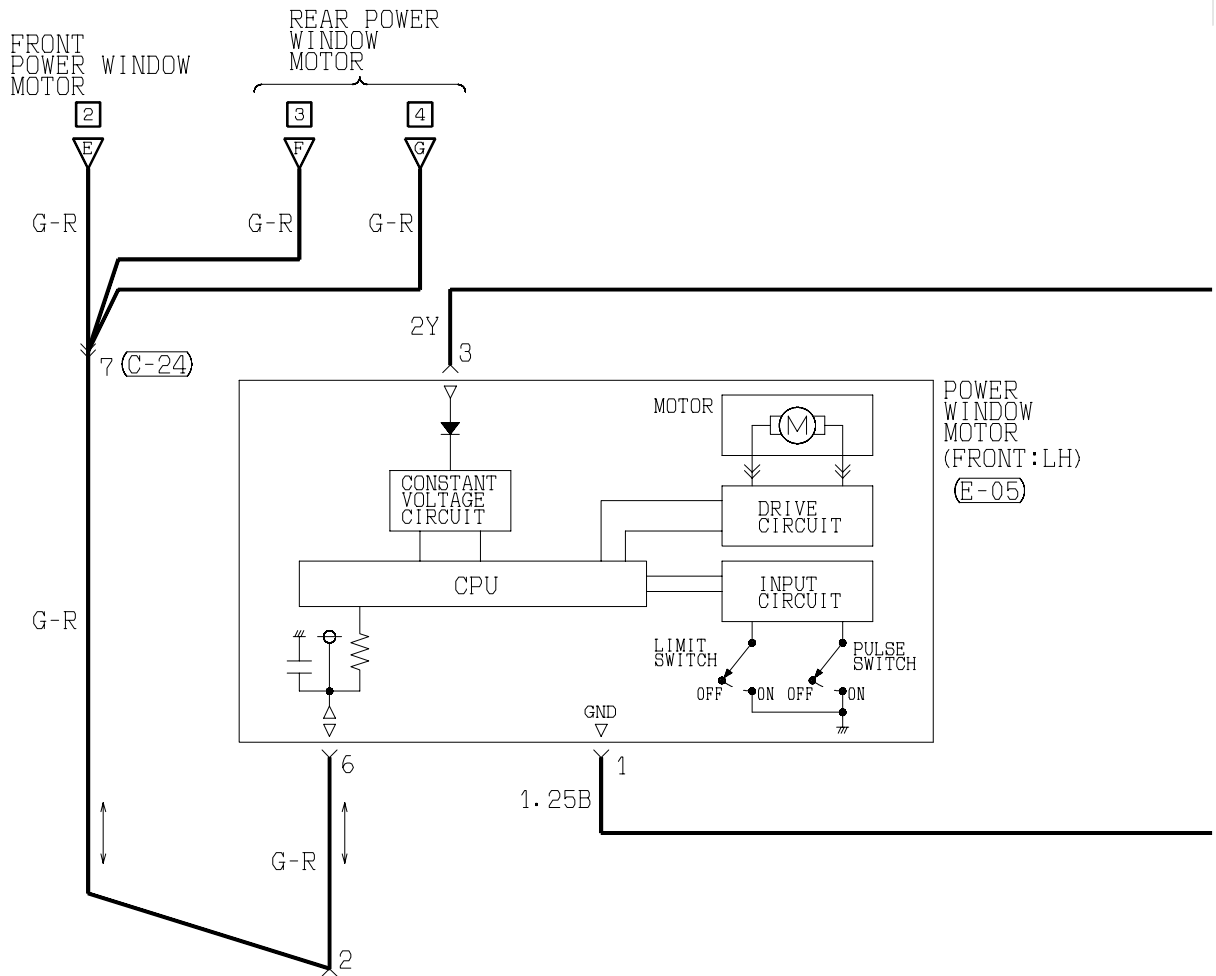 FRONT
POWER WINDOW
MOTOR
REAR POWER
WINDOW
MOTOR
2
3
4
E
F
G
G-R
G-R
G-R
2Y
3
7 (C-24)
POWER
WINDOW
MOTOR
(FRONT:LH)
(E-05)
MOTOR
M
CONSTANT
VOLTAGE
CIRCUIT
DRIVE
CIRCUIT
CPU
INPUT
CIRCUIT
G-R
LIMIT
SWITCH
PULSE
SWITCH
OFF
ON
OFF
ON
GND
6
1
1.25B
G-R
2